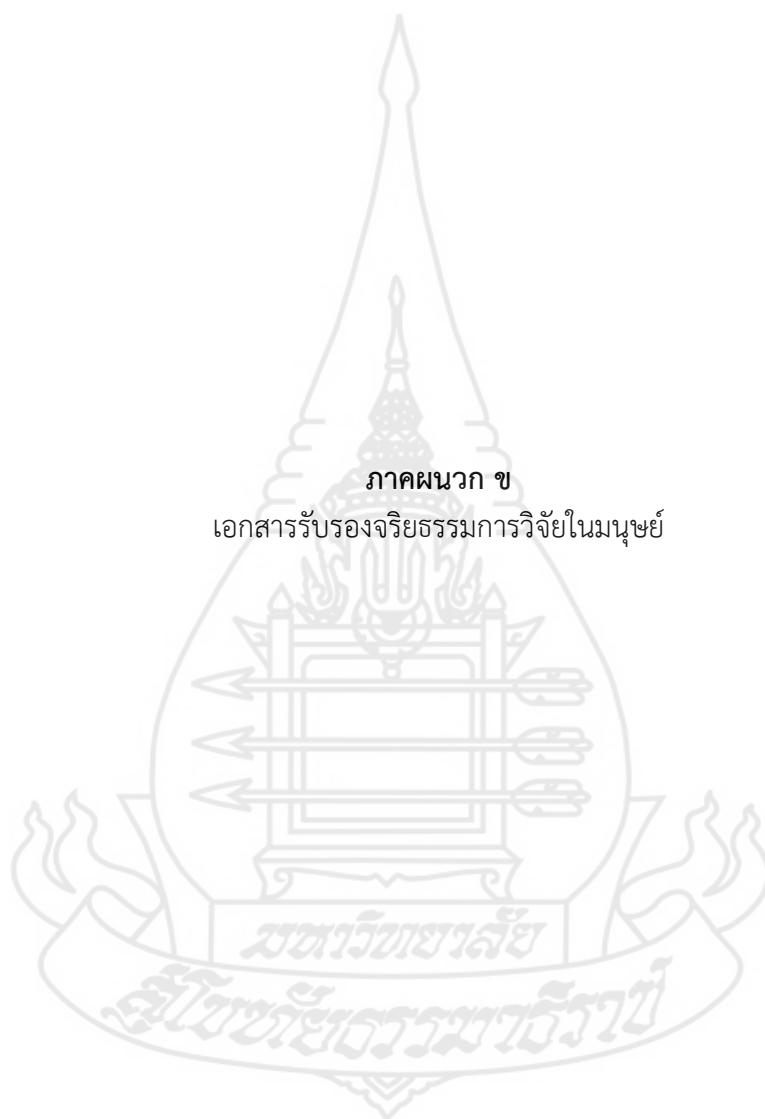 ภาคผนวก ข
เอกสารรับรองจริยธรรมการวิจัยในมนุษย์
มหาวิทยาลัย
สุโขทัยธรรมาธิราช